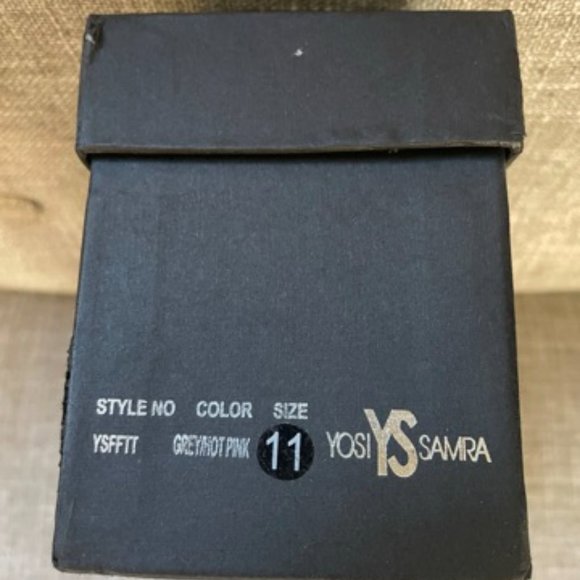 STYLE NO COLOR SIZE
YSFFTT GREY/HOT PINK 11 YOSI YS SAMRA